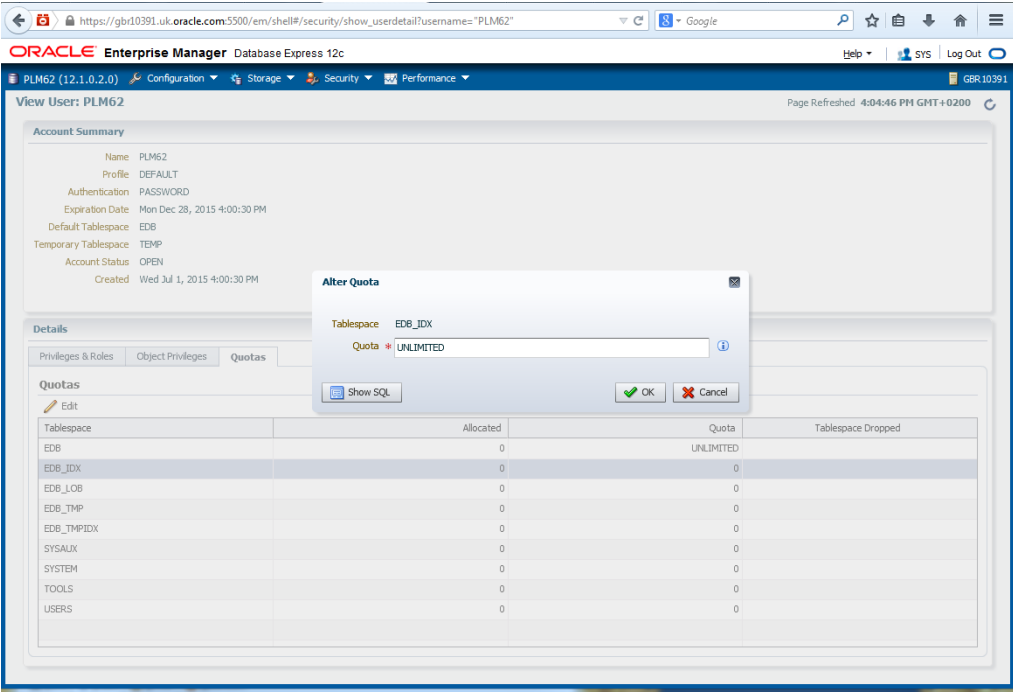 https://gbr10391.uk.oracle.com:5500/em/shell#/security/show_userdetail?username="PLM62" 8 Google
ORACLE Enterprise Manager Database Express 12c Help SYS Log Out
PLM62 (12.1.0.2.0) Configuration Storage Security Performance GBR10391
View User: PLM62 Page Refreshed 4:04:46 PM GMT+0200
Account Summary
Name PLM62
Profile DEFAULT
Authentication PASSWORD
Expiration Date Mon Dec 28, 2015 4:00:30 PM
Default Tablespace EDB
Temporary Tablespace TEMP
Account Status OPEN
Created Wed Jul 1, 2015 4:00:30 PM
Alter Quota
Tablespace EDB_IDX
Quota * UNLIMITED
Show SQL OK Cancel
Details
Privileges & Roles Object Privileges Quotas
Quotas
Edit
Tablespace Allocated Quota Tablespace Dropped
EDB 0 UNLIMITED
EDB_IDX 0 0
EDB_LOB 0 0
EDB_TMP 0 0
EDB_TMPIDX 0 0
SYSAUX 0 0
SYSTEM 0 0
TOOLS 0 0
USERS 0 0